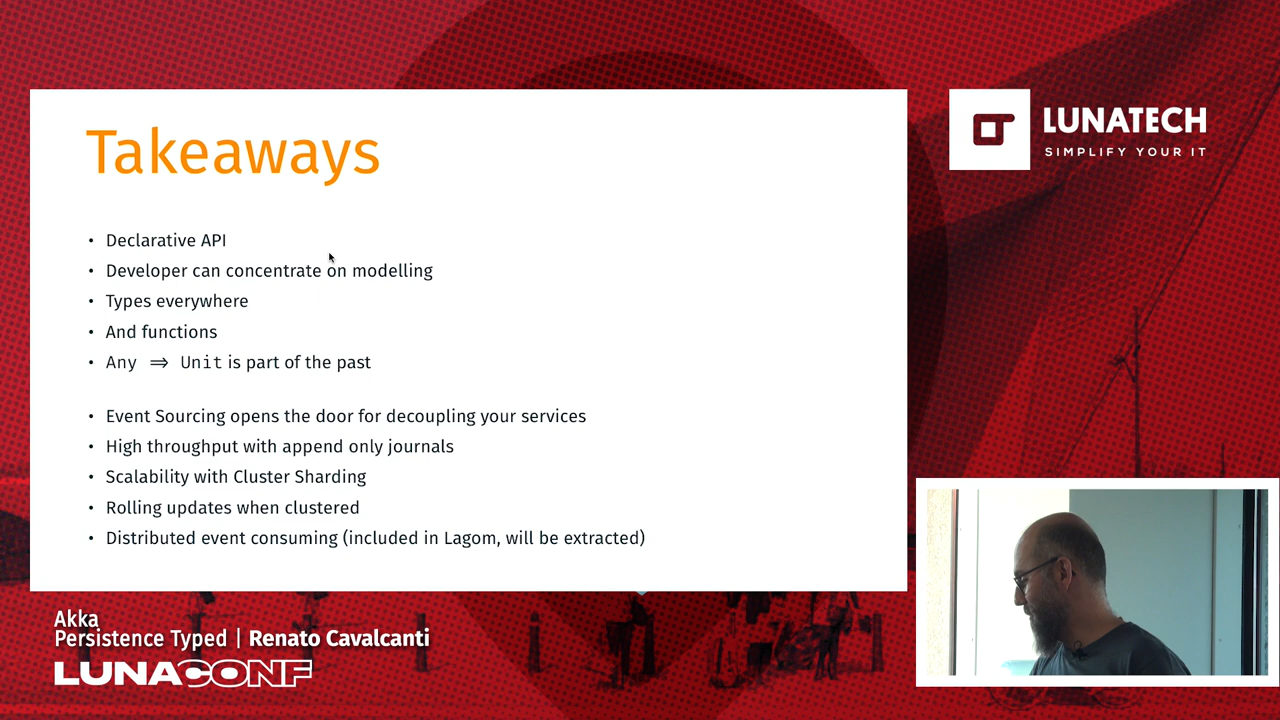 Takeaways
• Declarative API
• Developer can concentrate on modelling
• Types everywhere
• And functions
• Any ⇒ Unit is part of the past
• Event Sourcing opens the door for decoupling your services
• High throughput with append only journals
• Scalability with Cluster Sharding
• Rolling updates when clustered
• Distributed event consuming (included in Lagom, will be extracted)
LUNATECH
SIMPLIFY YOUR IT
Akka
Persistence Typed | Renato Cavalcanti
LUNACONF